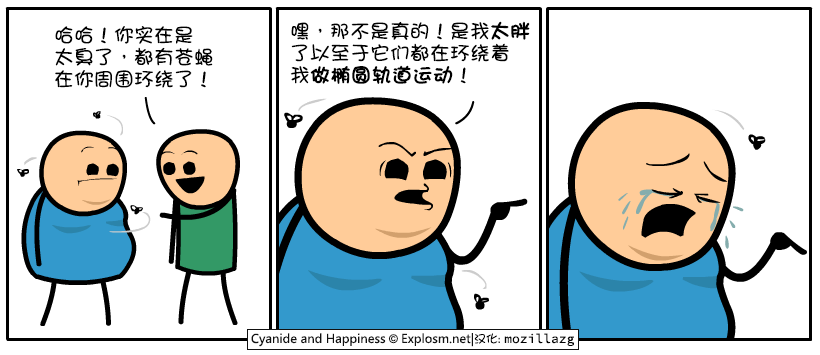 哈哈！你实在是
太臭了，都有苍蝇
在你周围环绕了！
嘿，那不是真的！是我太胖
了以至于它们都在环绕着
我做椭圆轨道运动！
Cyanide and Happiness © Explosm.net|汉化: mozillazg